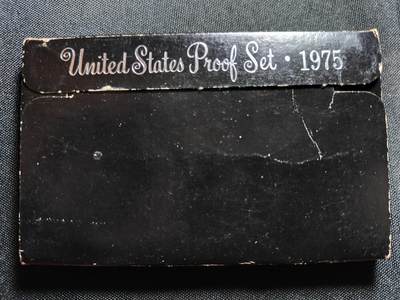 United States Proof Set · 1975